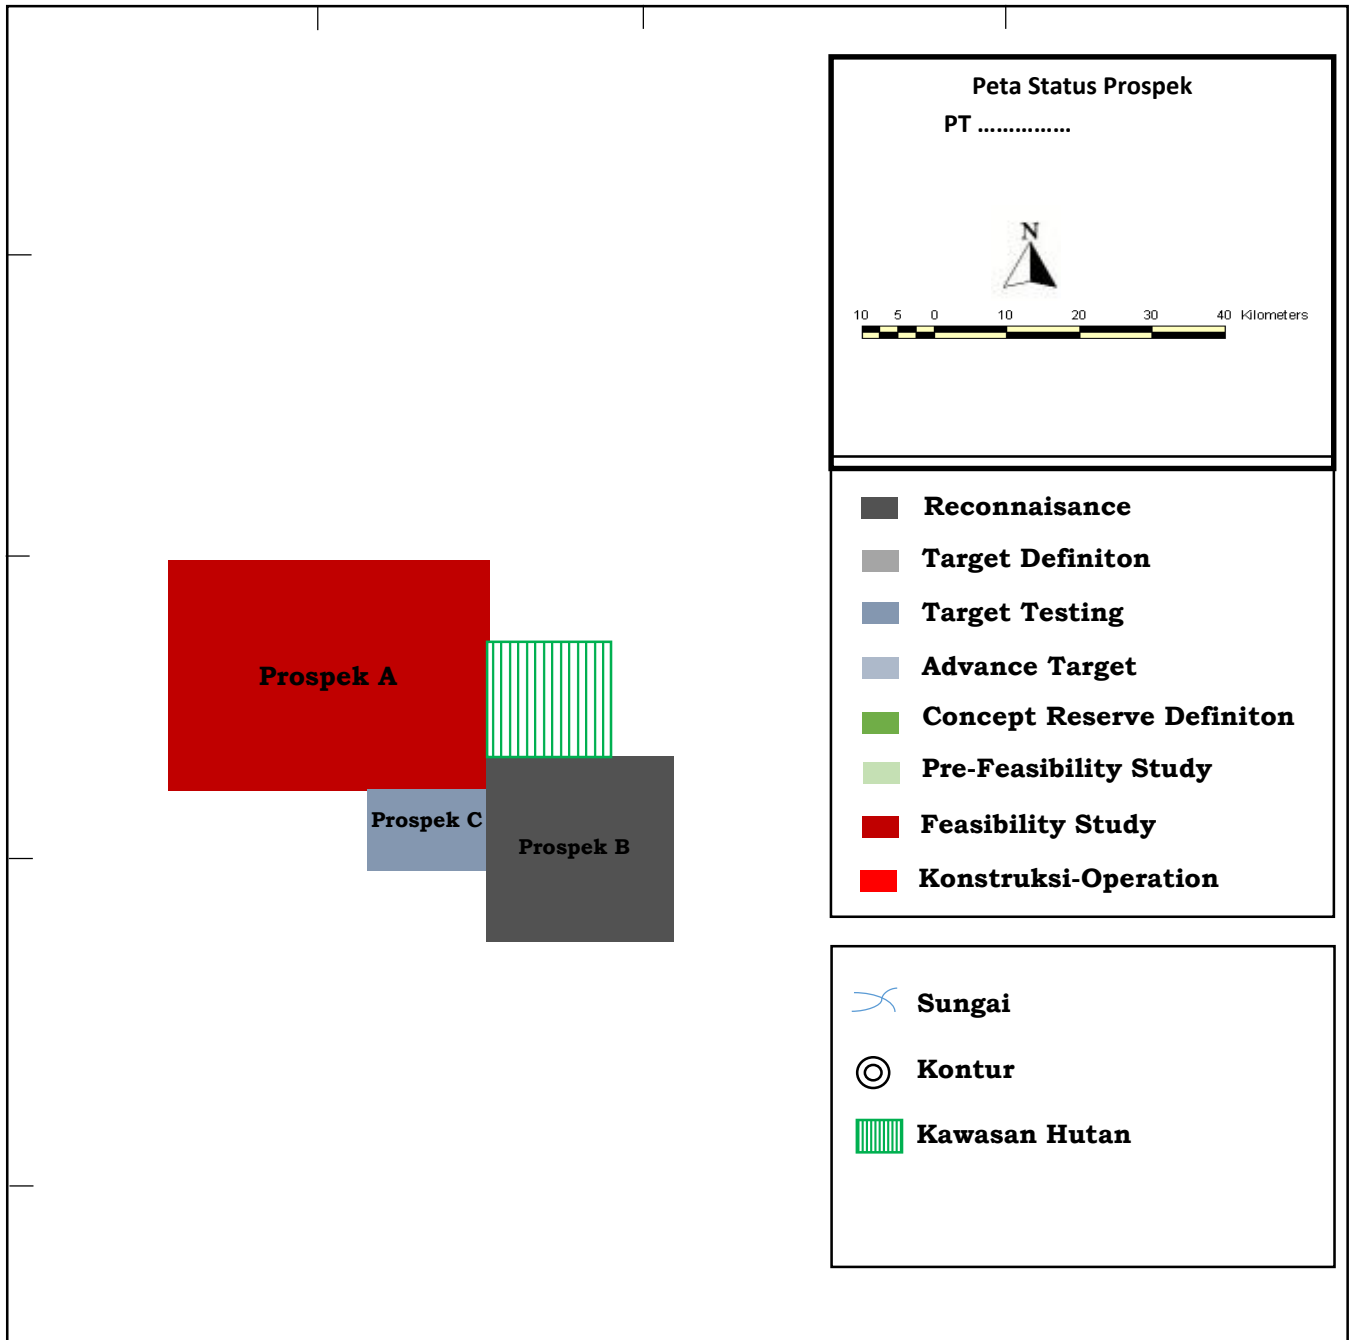 Peta Status Prospek
PT ...............
N
10 5 0 10 20 30 40 Kilometers
Reconnaisance
Target Definiton
Target Testing
Advance Target
Concept Reserve Definiton
Pre-Feasibility Study
Feasibility Study
Konstruksi-Operation
Prospek A
Prospek C
Prospek B
Sungai
Kontur
Kawasan Hutan